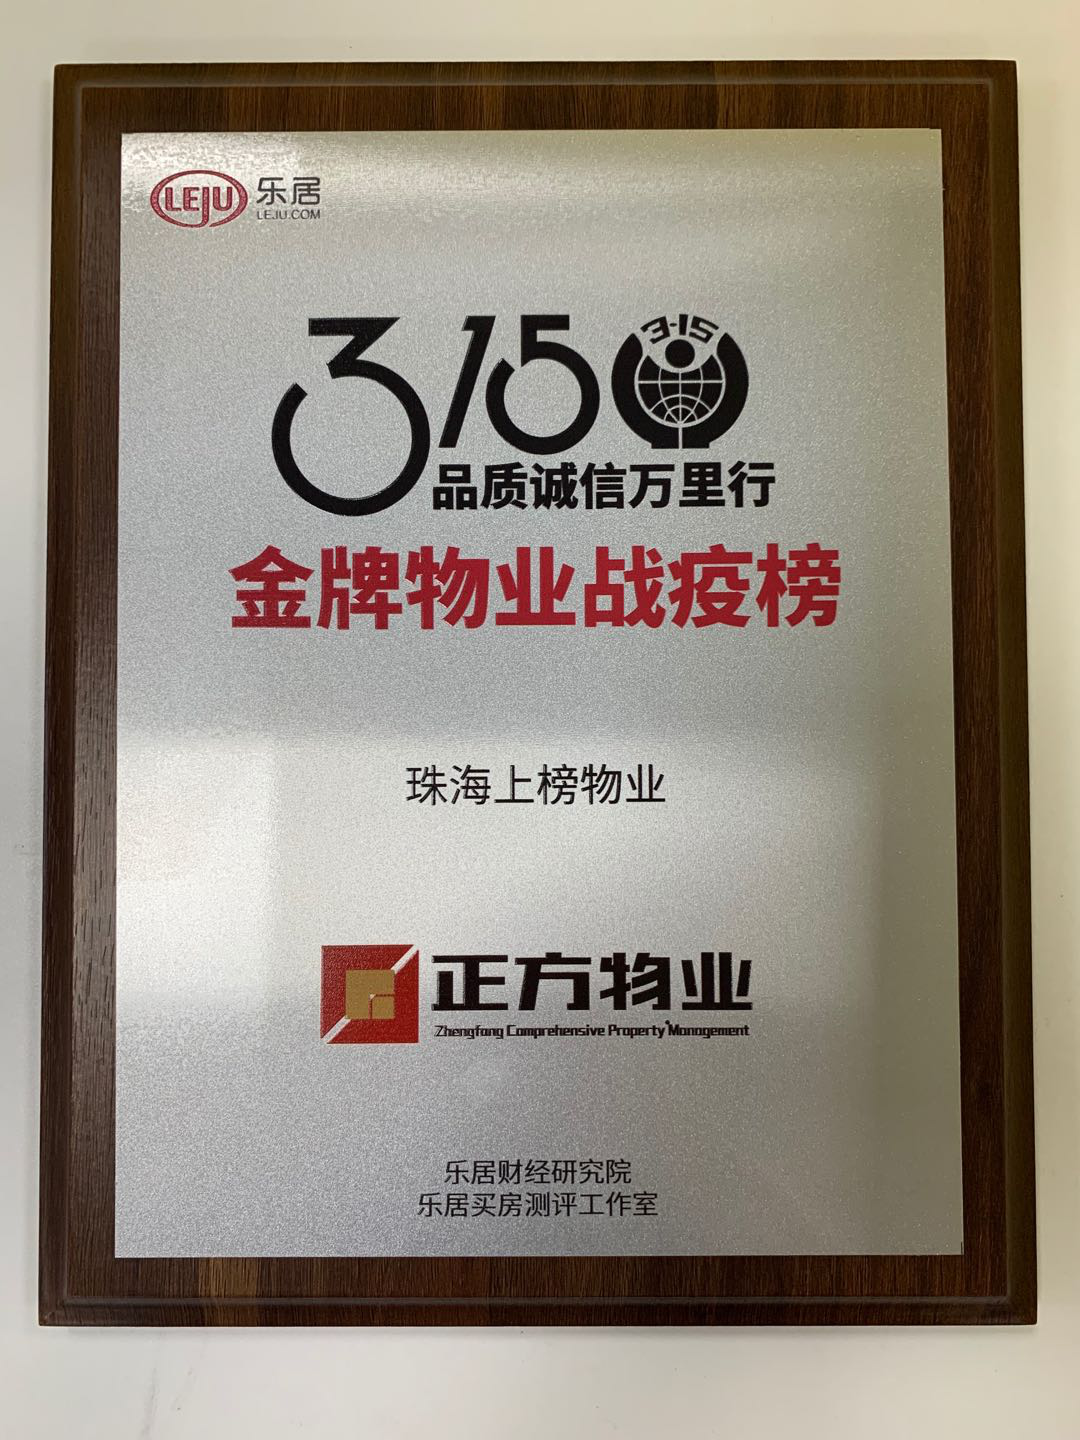 LEJU 乐居
LEJU.COM
315 3·15
品质诚信万里行
金牌物业战疫榜
珠海上榜物业
正方物业
Zhengfang Comprehensive Property Management
乐居财经研究院
乐居买房测评工作室